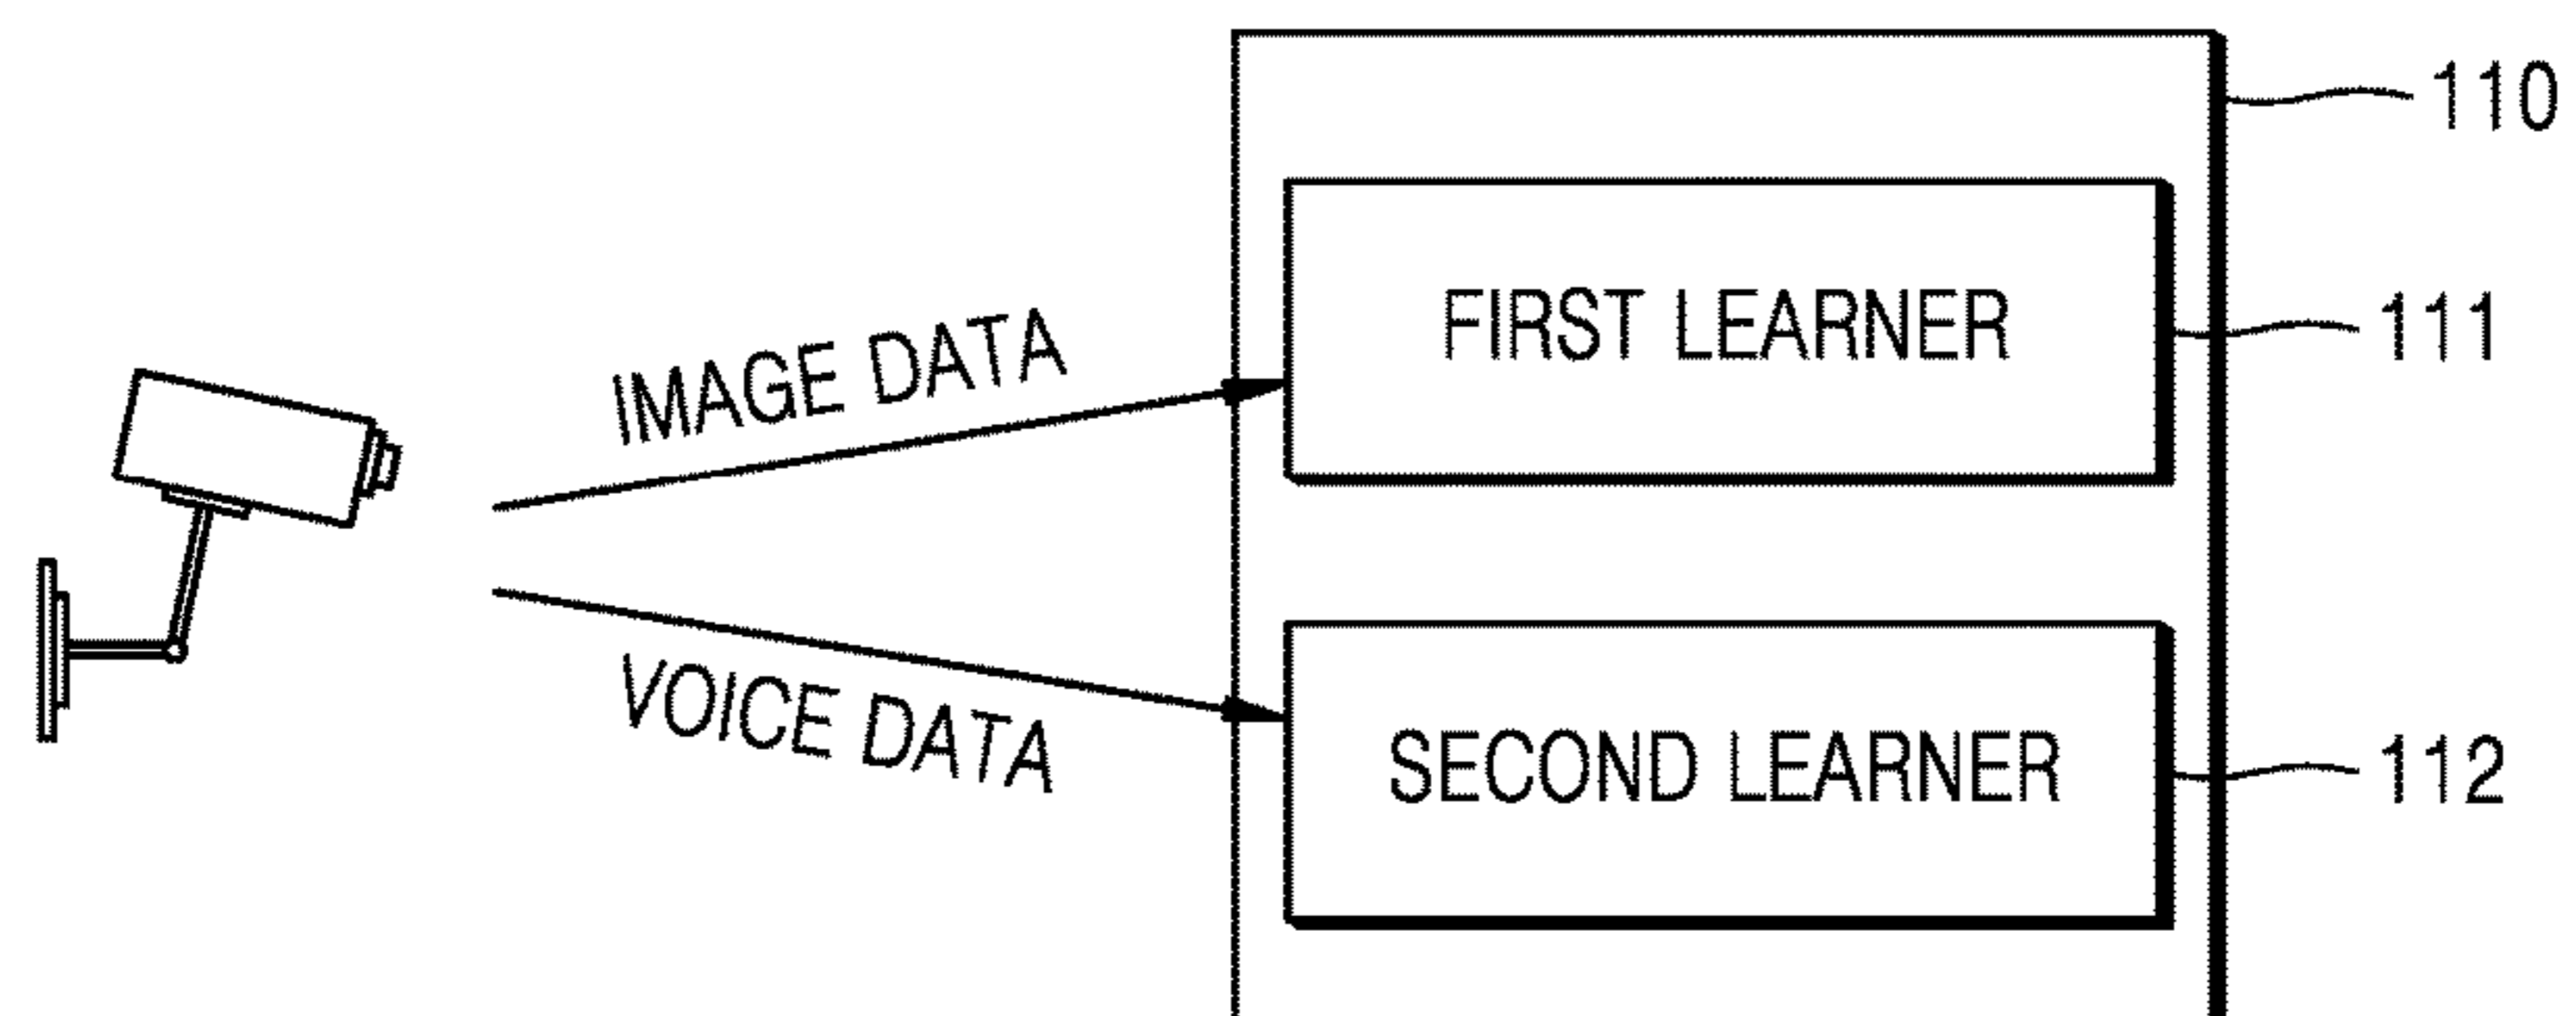 110
FIRST LEARNER
111
IMAGE DATA
VOICE DATA
SECOND LEARNER
112